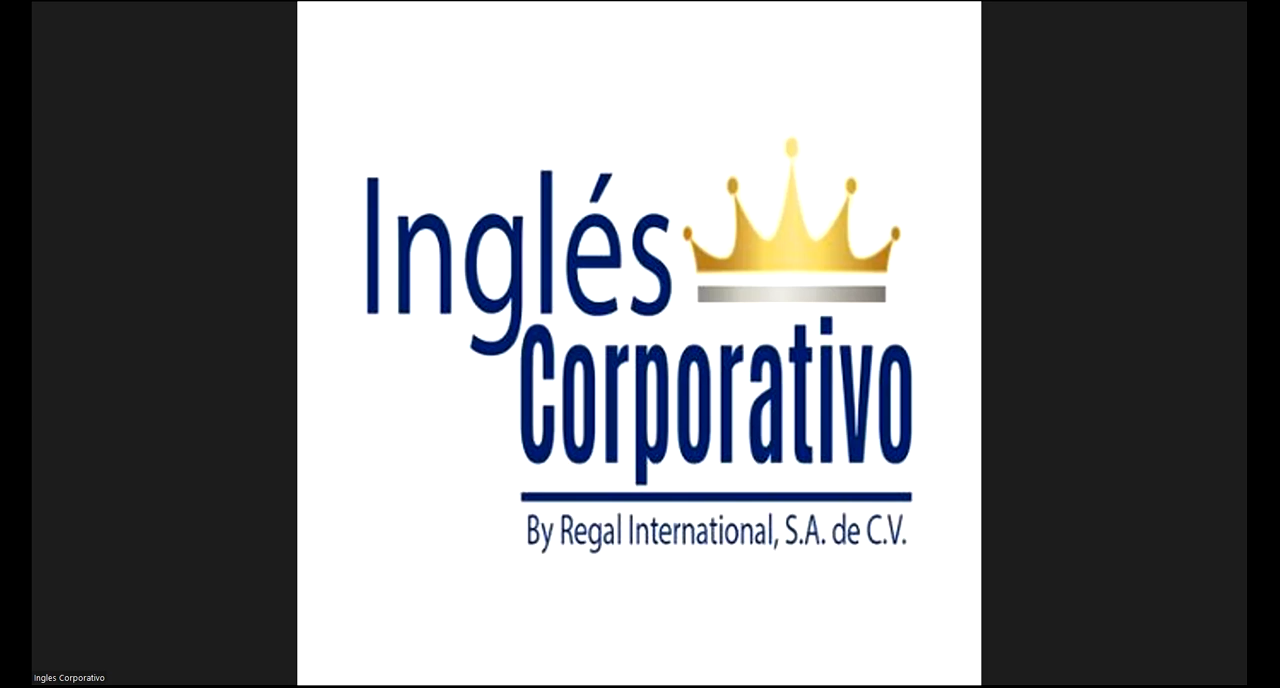 Inglés
Corporativo
By Regal International, S.A. de C.V.
Ingles Corporativo